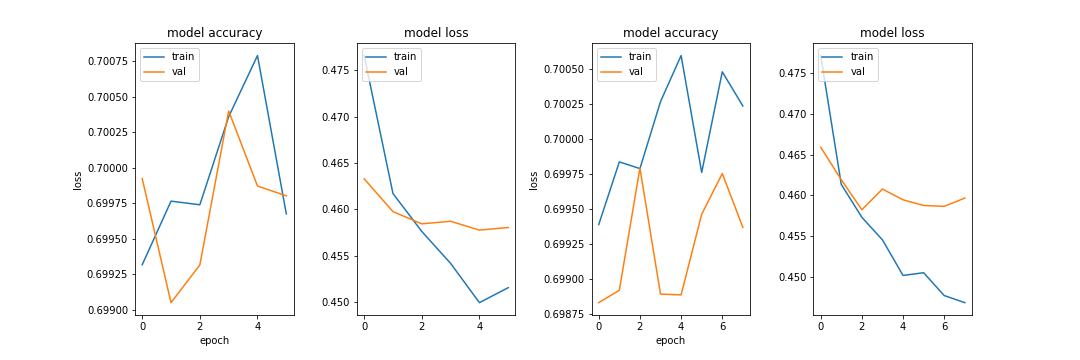 model accuracy
train
val
0.70075
0.70050
0.70025
0.70000
0.69975
0.69950
0.69925
0.69900
loss
0 2 4
epoch
model loss
train
val
0.475
0.470
0.465
0.460
0.455
0.450
0 2 4
model accuracy
train
val
0.70050
0.70025
0.70000
0.69975
0.69950
0.69925
0.69900
0.69875
loss
0 2 4 6
epoch
model loss
train
val
0.475
0.470
0.465
0.460
0.455
0.450
0 2 4 6